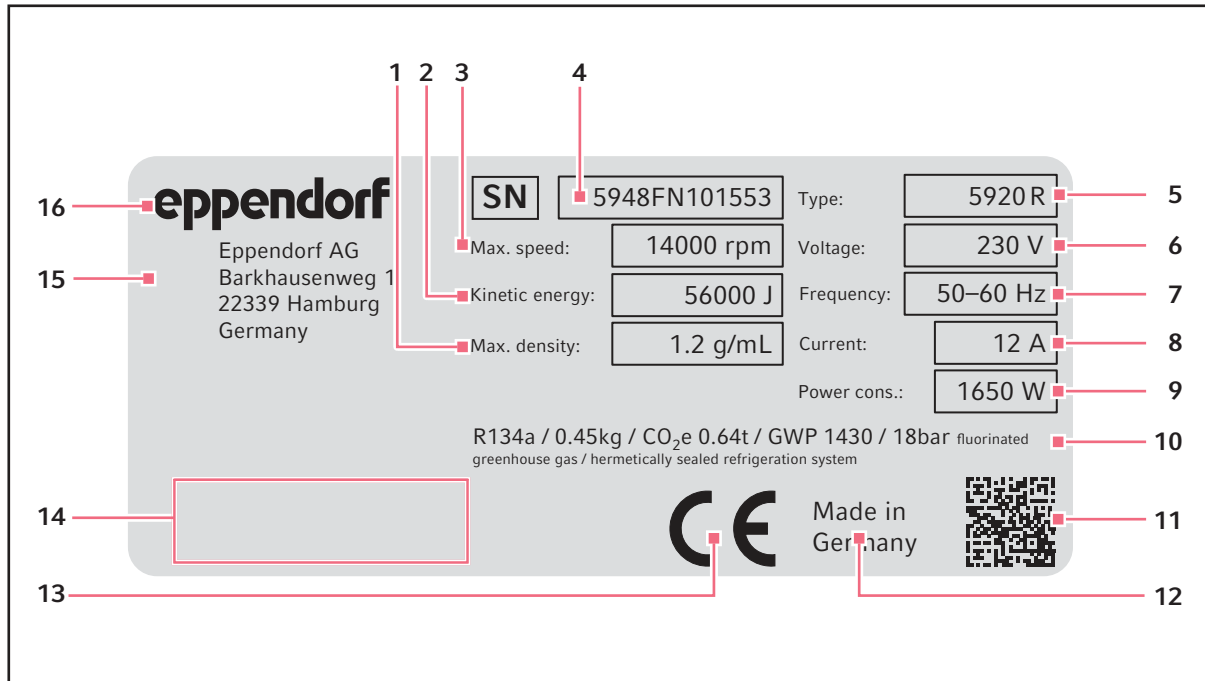 1 2 3 4
16 eppendorf SN 5948FN101553 Type: 5920 R 5
15 Eppendorf AG
Barkhausenweg 1
22339 Hamburg
Germany
Max. speed: 14000 rpm Voltage: 230 V 6
Kinetic energy: 56000 J Frequency: 50–60 Hz 7
Max. density: 1.2 g/mL Current: 12 A 8
Power cons.: 1650 W 9
R134a / 0.45kg / CO₂e 0.64t / GWP 1430 / 18bar fluorinated 10
greenhouse gas / hermetically sealed refrigeration system
14 CE Made in 11
Germany
13 12